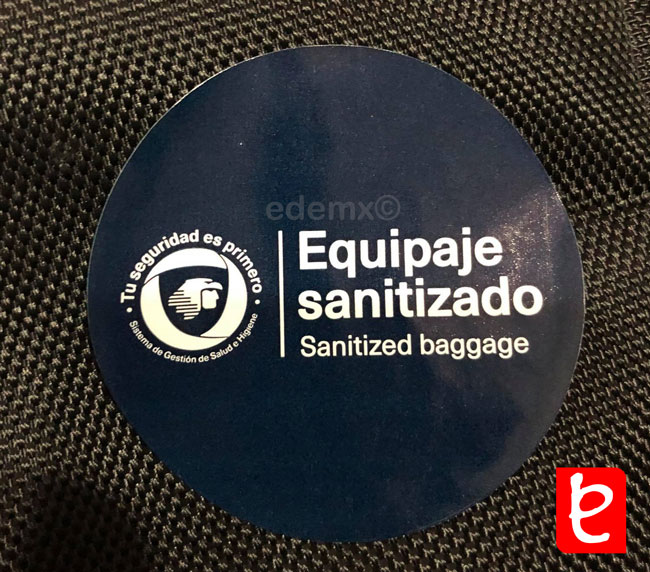 edemx©
· Tu seguridad es primero ·
Sistema de Gestión de Salud e Higiene
Equipaje
sanitizado
Sanitized baggage